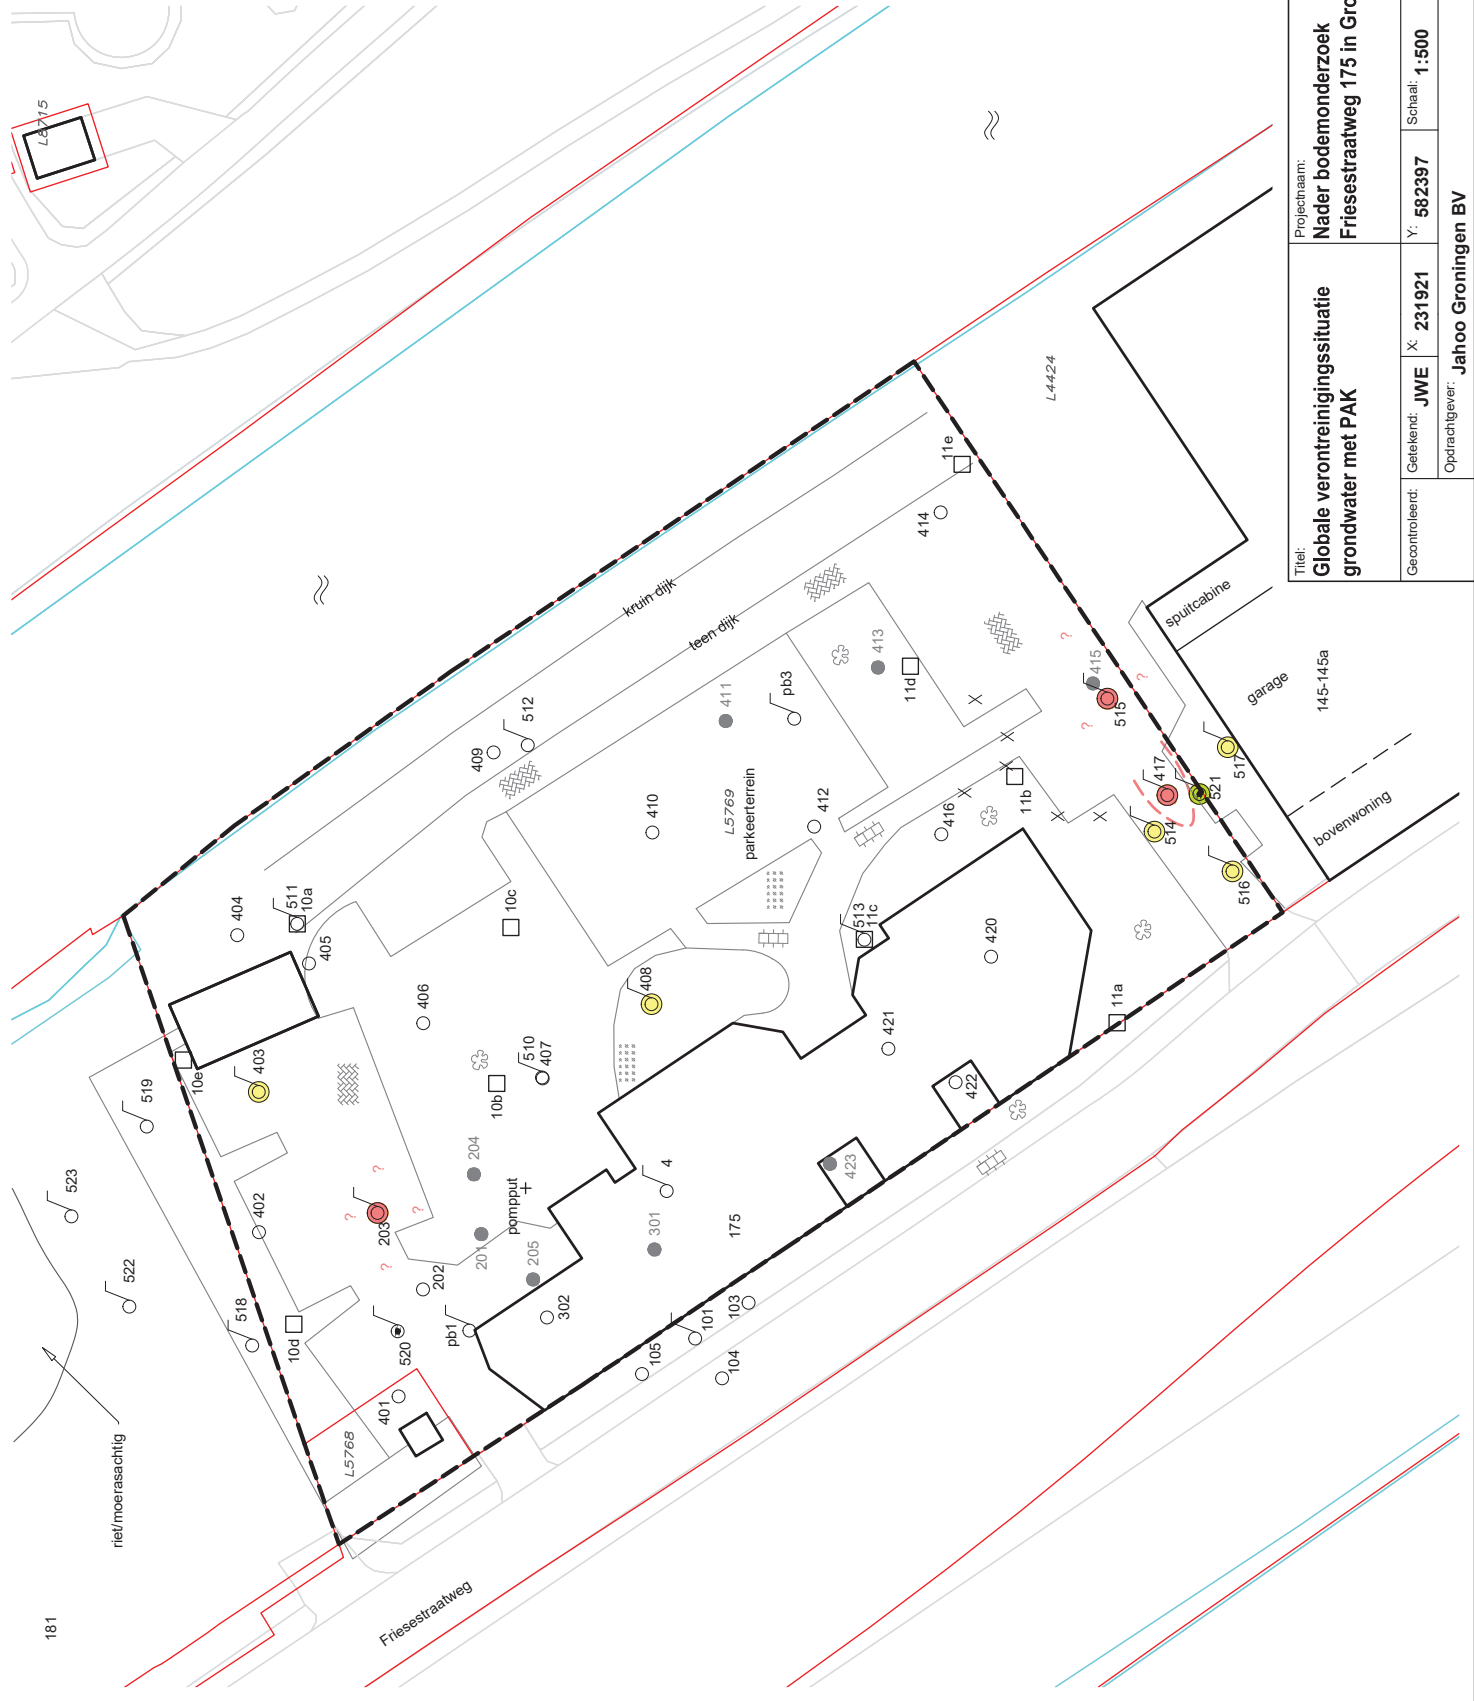 Titel:
Globale verontreinigingssituatie
grondwater met PAK
Projectnaam:
Nader bodemonderzoek
Friesestraatweg 175 in Gro
Gecontroleerd:
Getekend: JWE
X: 231921
Y: 582397
Schaal: 1:500
Opdrachtgever: Jahoo Groningen BV
L8715
181
riet/moerasachtig
523
522
519
518
10e
403
402
10d
404
511
10a
405
406
10c
203
?
?
?
?
204
201
202
205
pompput
10b
510
407
520
pb1
302
401
L5768
Friesestraatweg
kruin dijk
teen dijk
409
512
410
411
pb3
L5769
parkeerterrein
412
413
11d
414
11e
L4424
408
4
301
175
105
101
103
104
423
422
421
420
513
11c
416
11b
11a
X
X
X
X
X
X
?
?
?
415
515
417
514
521
517
516
spuitcabine
garage
145-145a
bovenwoning